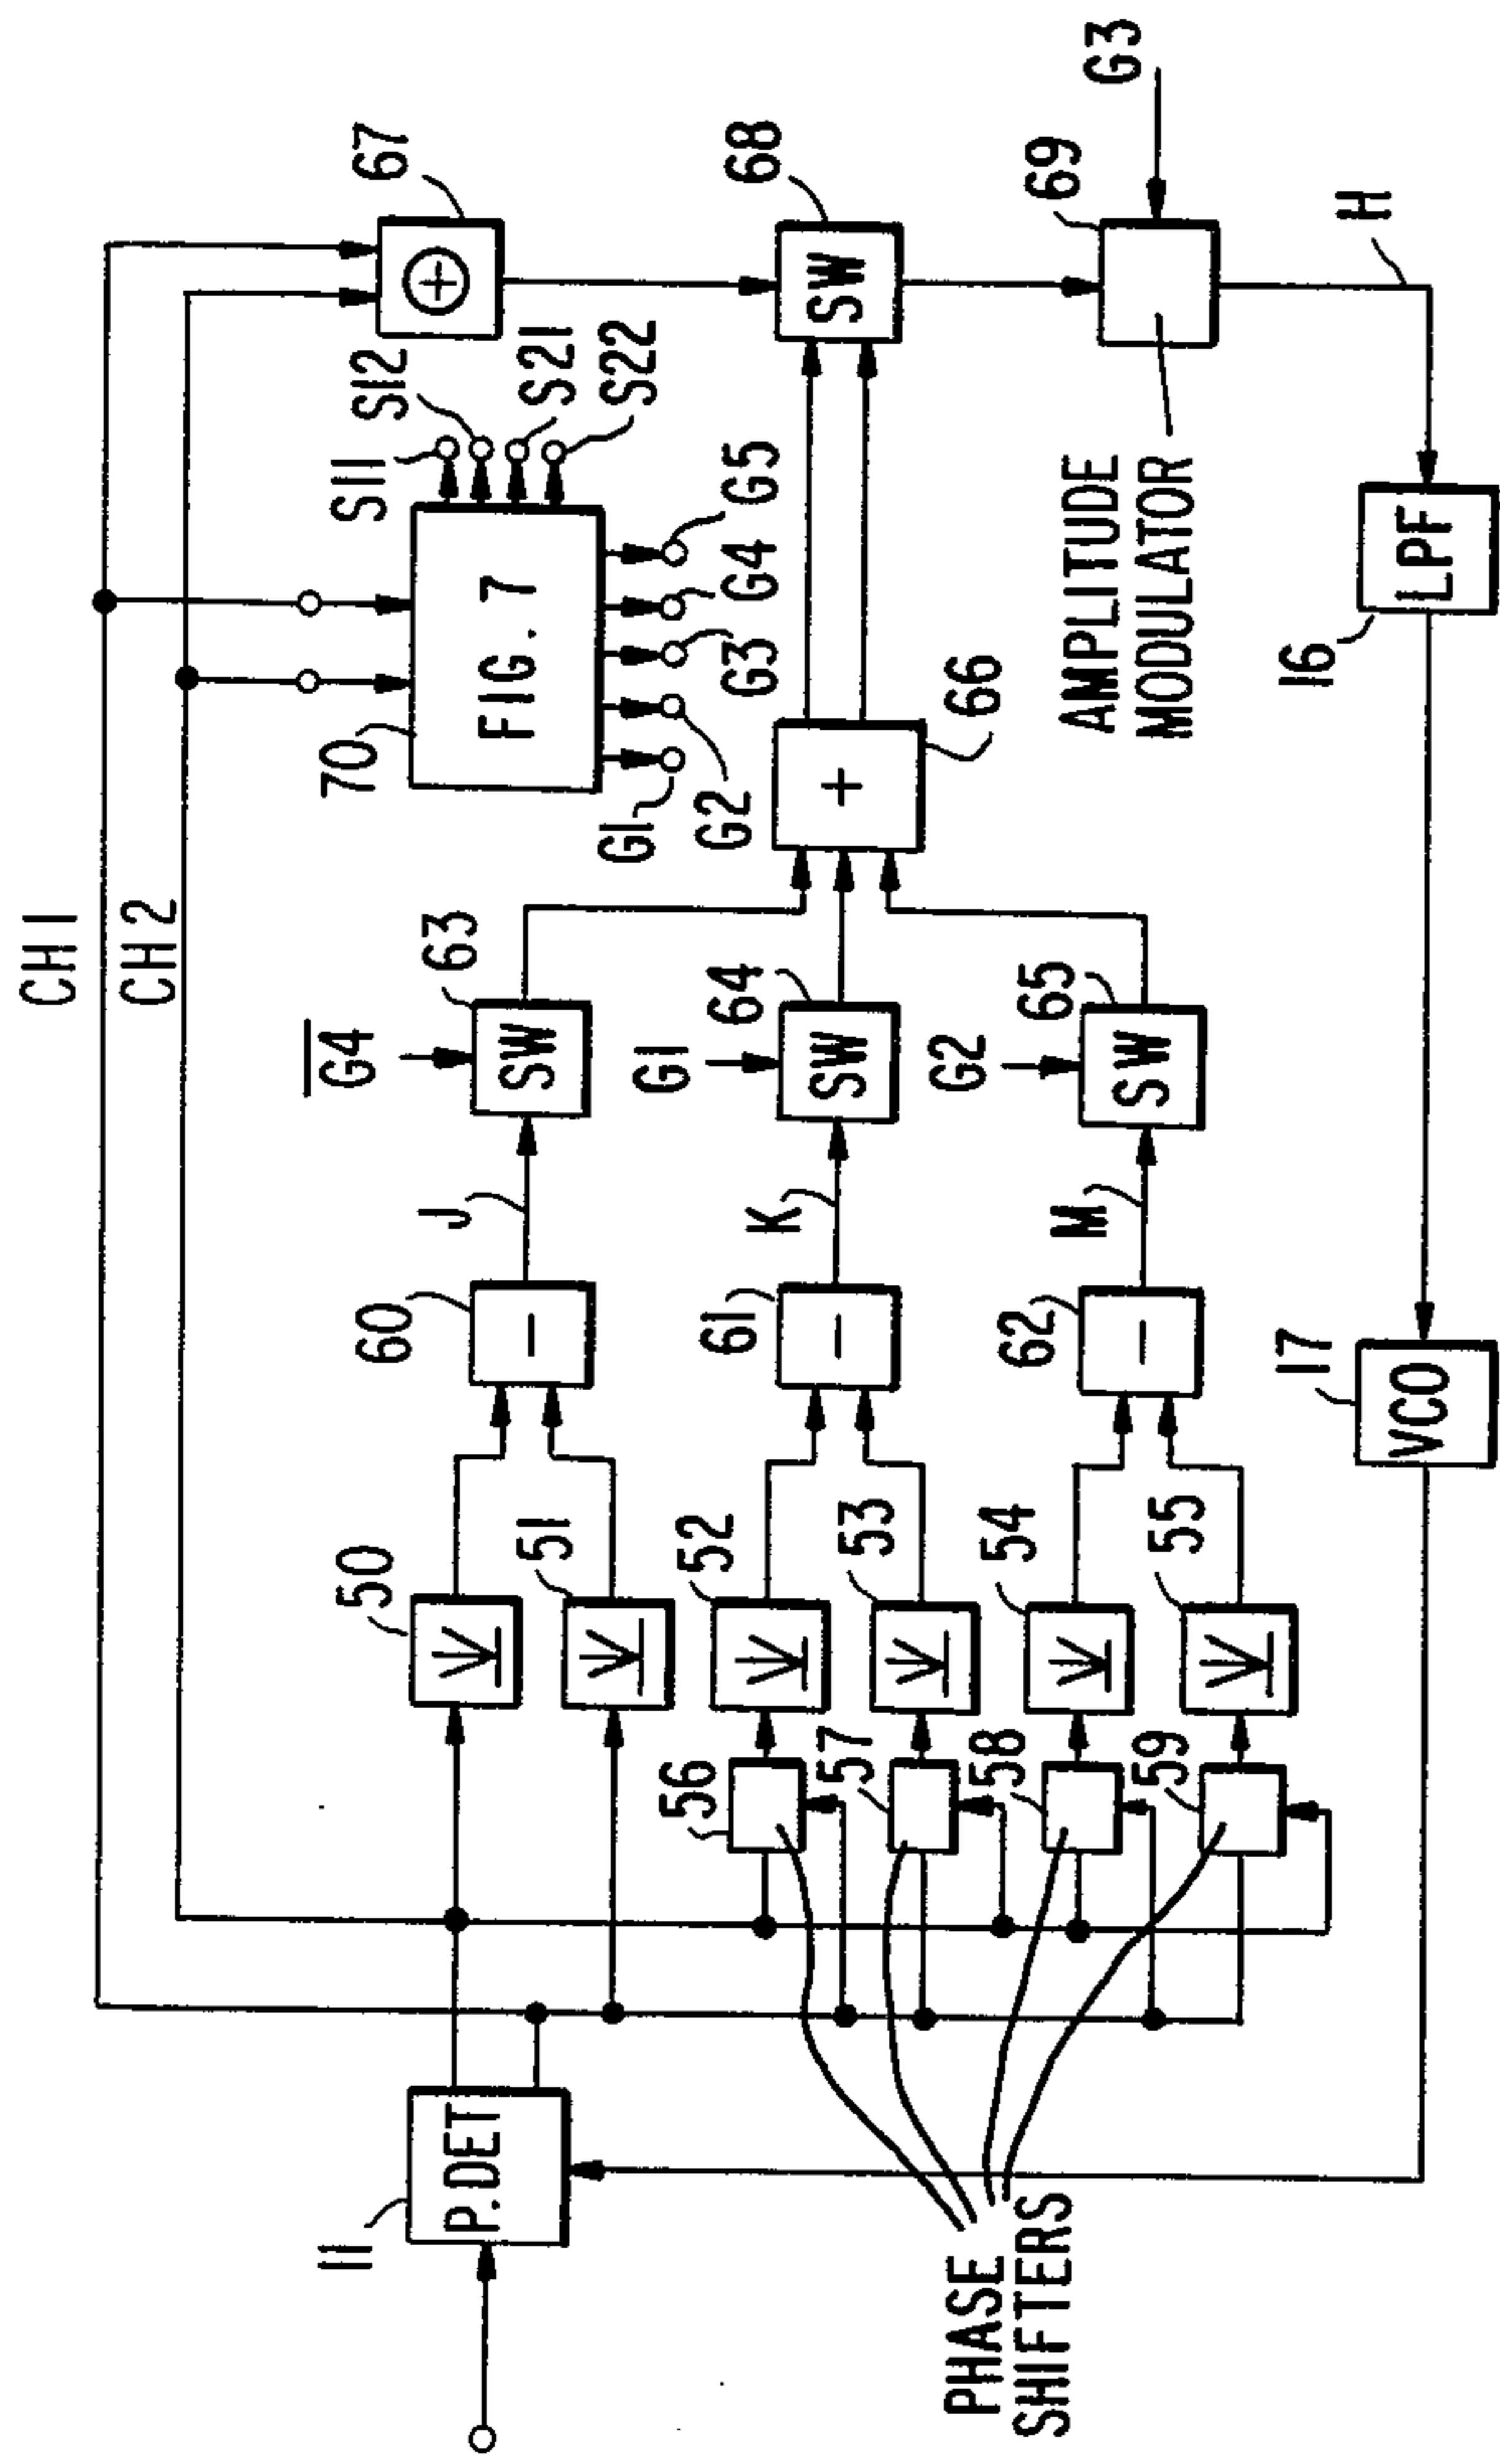 CH1
CH2
11
P.DET
50
51
52
53
54
55
56
57
58
59
PHASE
SHIFTERS
60
–
61
–
62
–
J
K
M
G4
G1
G2
63
SW
64
SW
65
SW
66
+
70
FIG. 7
G1
G2
G3
G4
G5
S11
S12
S21
S22
67
+
68
SW
69
AMPLITUDE
MODULATOR
G3
H
16
LPF
17
VCO